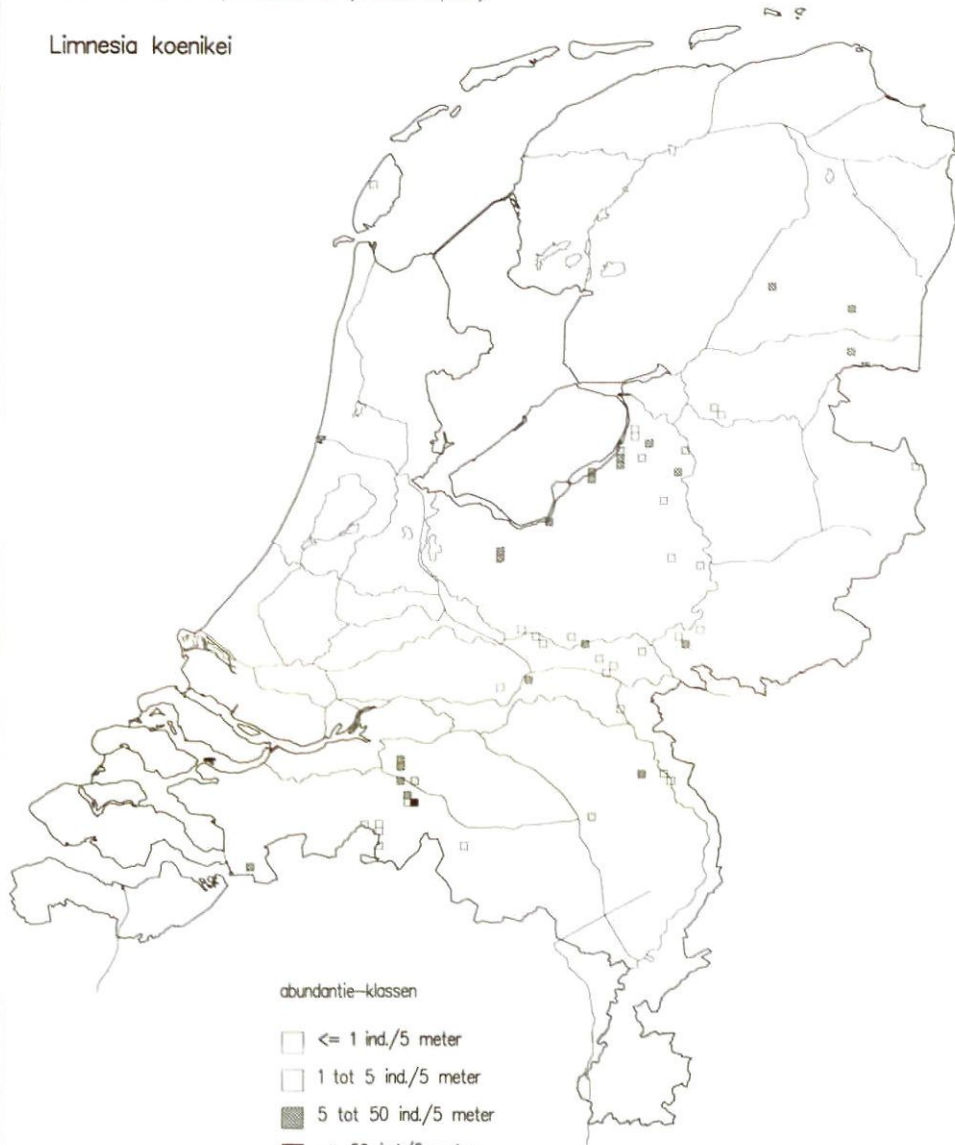 Limnesia koenikei
abundantie-klassen
<= 1 ind./5 meter
1 tot 5 ind./5 meter
5 tot 50 ind./5 meter